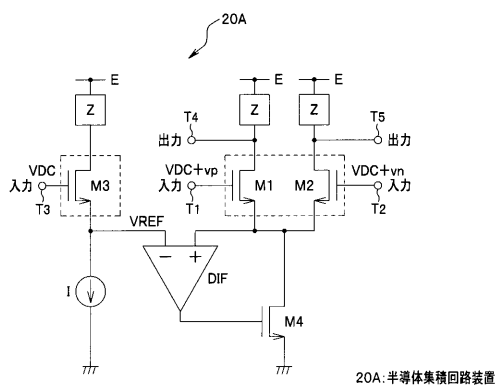 20A
E
E
E
Z
Z
Z
T4
出力
T5
出力
VDC
入力
T3
M3
VDC+vp
入力
T1
M1
M2
VDC+vn
入力
T2
VREF
−
+
DIF
I
M4
20A:半導体集積回路装置